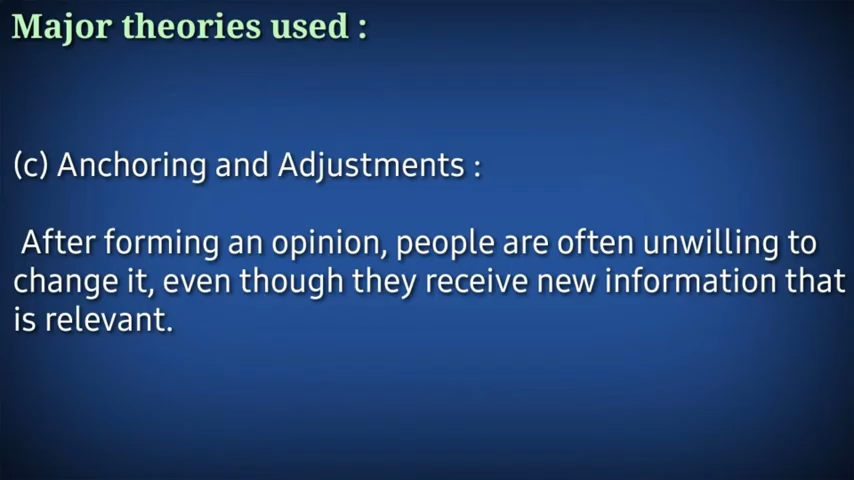 Major theories used :
(c) Anchoring and Adjustments :
After forming an opinion, people are often unwilling to
change it, even though they receive new information that
is relevant.